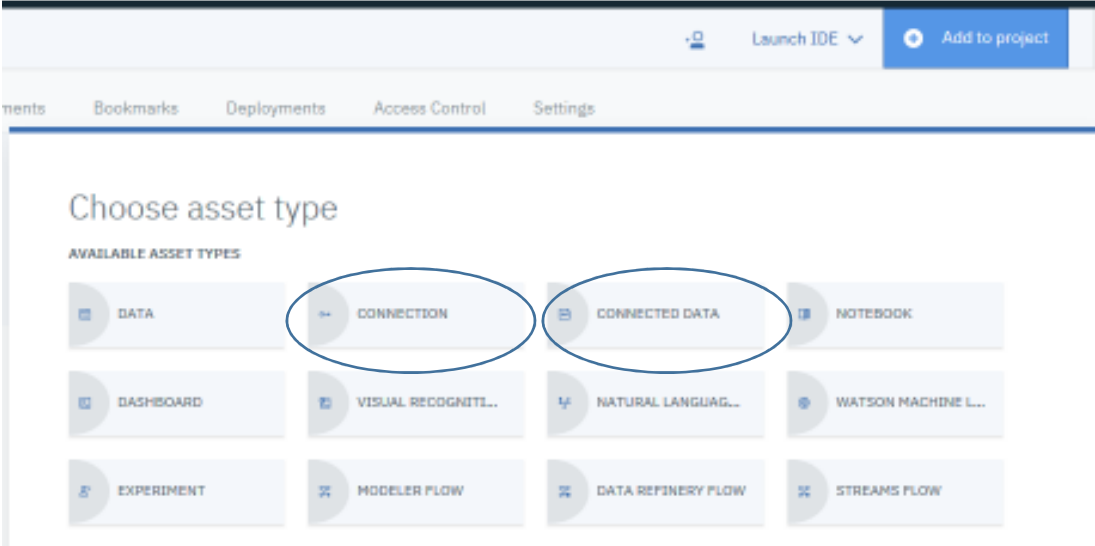 Launch IDE Add to project
ments Bookmarks Deployments Access Control Settings
Choose asset type
AVAILABLE ASSET TYPES
DATA CONNECTION CONNECTED DATA NOTEBOOK
DASHBOARD VISUAL RECOGNITI... NATURAL LANGUAG... WATSON MACHINE L...
EXPERIMENT MODELER FLOW DATA REFINERY FLOW STREAMS FLOW